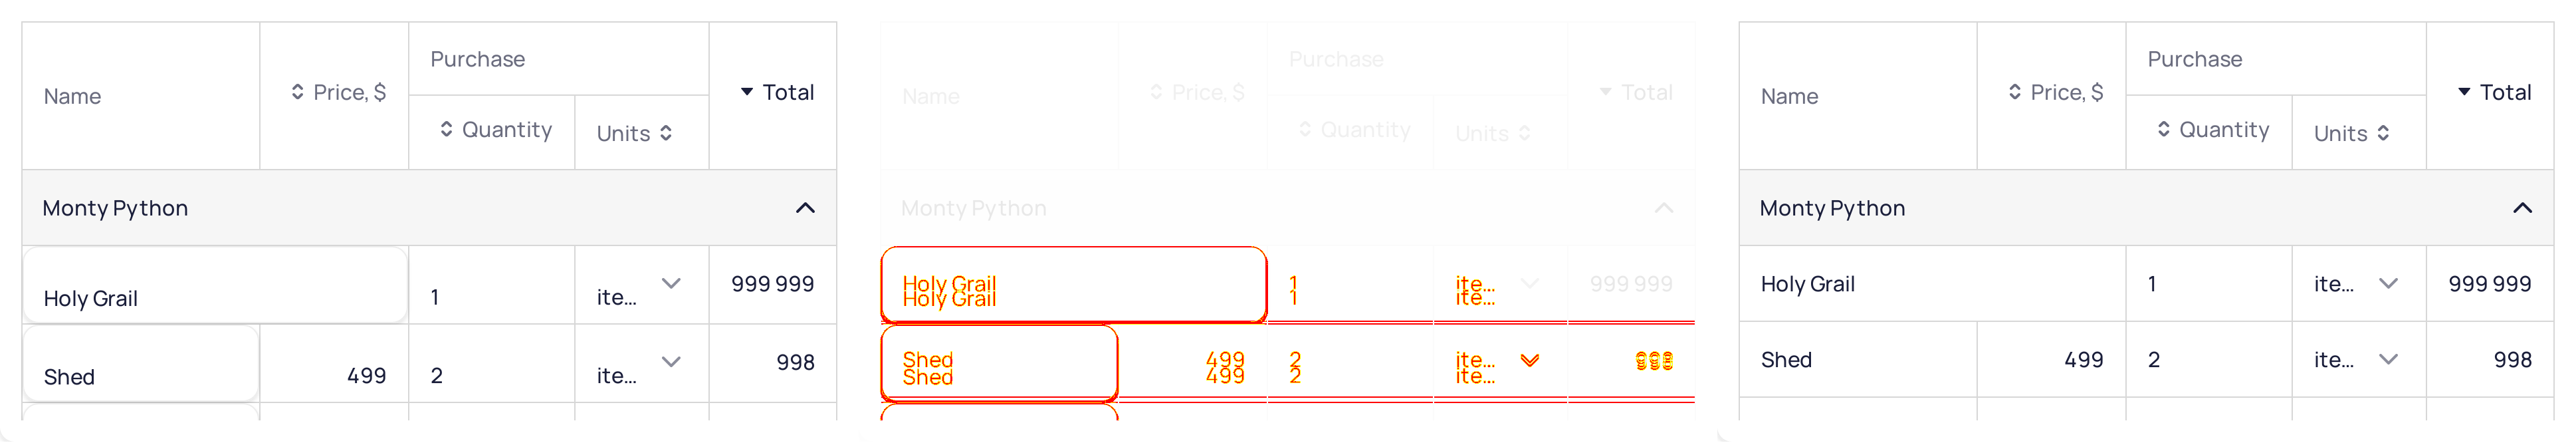 Purchase
Name
Price, $
Total
Quantity
Units
Monty Python
Holy Grail
1
ite...
999 999
Shed
499
2
ite...
998
Purchase
Name
Price, $
Total
Quantity
Units
Monty Python
Holy Grail
Holy Grail
1
1
ite...
ite...
999 999
Shed
Shed
499
499
2
2
ite...
ite...
Purchase
Name
Price, $
Total
Quantity
Units
Monty Python
Holy Grail
1
ite...
999 999
Shed
499
2
ite...
998